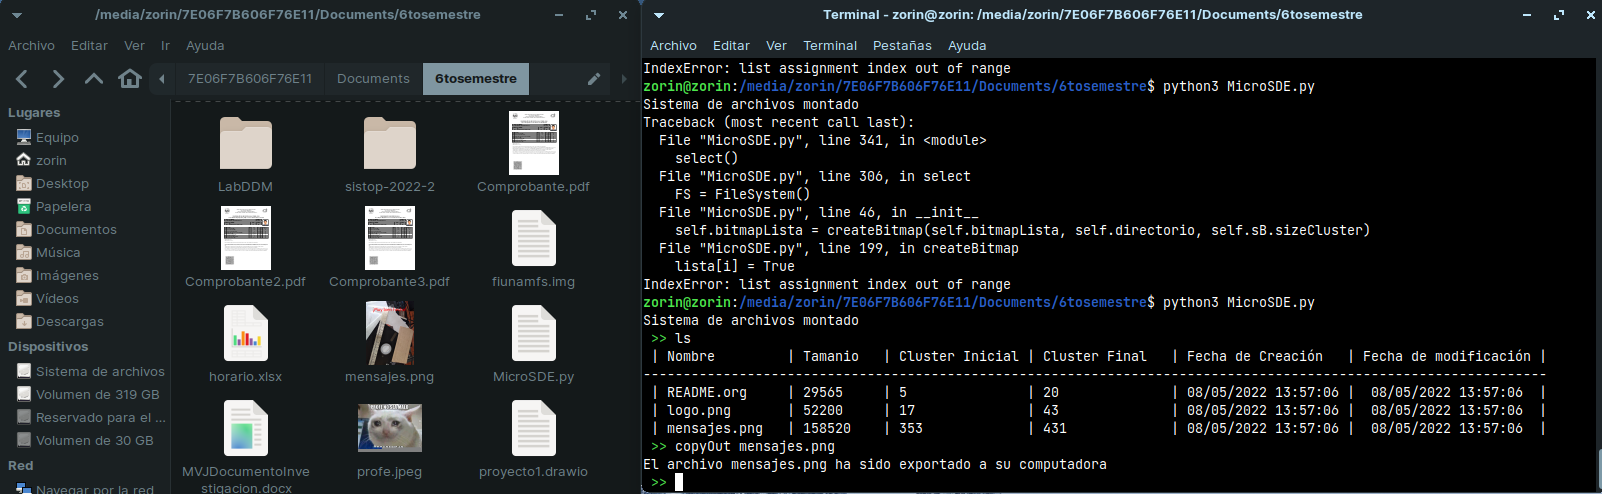 /media/zorin/7E06F7B606F76E11/Documents/6tosemestre
Archivo Editar Ver Ir Ayuda
7E06F7B606F76E11 Documents 6tosemestre
Lugares
Equipo
zorin
Desktop
Papelera
Documentos
Música
Imágenes
Vídeos
Descargas
Dispositivos
Sistema de archivos
Volumen de 319 GB
Reservado para el ...
Volumen de 30 GB
Red
Navegar por la red
LabDDM
sistop-2022-2
Comprobante.pdf
Comprobante2.pdf
Comprobante3.pdf
fiunamfs.img
horario.xlsx
mensajes.png
MicroSDE.py
MVJDocumentoInve
stigacion.docx
profe.jpeg
proyecto1.drawio
Terminal - zorin@zorin: /media/zorin/7E06F7B606F76E11/Documents/6tosemestre
Archivo Editar Ver Terminal Pestañas Ayuda
IndexError: list assignment index out of range
zorin@zorin:/media/zorin/7E06F7B606F76E11/Documents/6tosemestre$ python3 MicroSDE.py
Sistema de archivos montado
Traceback (most recent call last):
File "MicroSDE.py", line 341, in <module>
select()
File "MicroSDE.py", line 306, in select
FS = FileSystem()
File "MicroSDE.py", line 46, in __init__
self.bitmapLista = createBitmap(self.bitmapLista, self.directorio, self.sB.sizeCluster)
File "MicroSDE.py", line 199, in createBitmap
lista[i] = True
IndexError: list assignment index out of range
zorin@zorin:/media/zorin/7E06F7B606F76E11/Documents/6tosemestre$ python3 MicroSDE.py
Sistema de archivos montado
>> ls
| Nombre | Tamanio | Cluster Inicial | Cluster Final | Fecha de Creación | Fecha de modificación |
-----------------------------------------------------------------------------------------------------------------
| README.org | 29565 | 5 | 20 | 08/05/2022 13:57:06 | 08/05/2022 13:57:06 |
| logo.png | 52200 | 17 | 43 | 08/05/2022 13:57:06 | 08/05/2022 13:57:06 |
| mensajes.png | 158520 | 353 | 431 | 08/05/2022 13:57:06 | 08/05/2022 13:57:06 |
>> copyOut mensajes.png
El archivo mensajes.png ha sido exportado a su computadora
>>